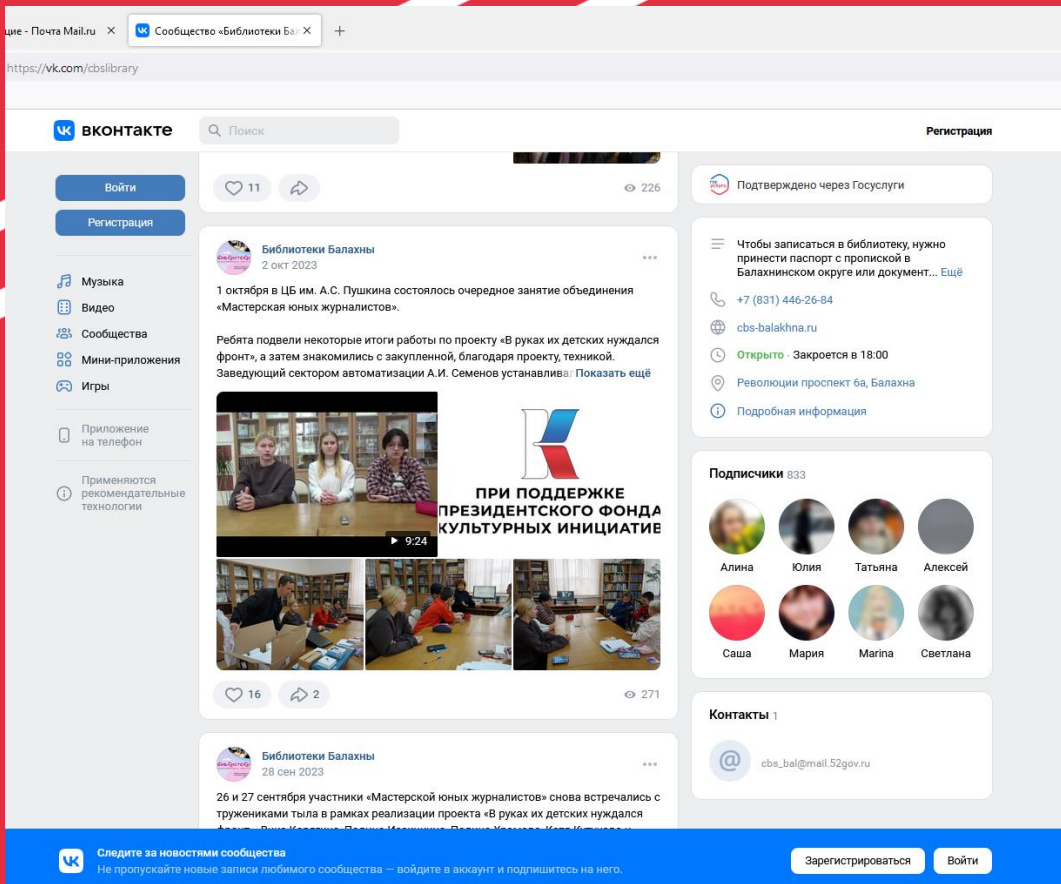 цие - Почта Mail.ru
Сообщество «Библиотеки Бал
https://vk.com/cbslibrary
ВКОНТАКТЕ
Поиск
Регистрация
Войти
Регистрация
Музыка
Видео
Сообщества
Мини-приложения
Игры
Приложение
на телефон
Применяются
рекомендательные
технологии
11
226
Библиотеки Балахны
2 окт 2023
1 октября в ЦБ им. А.С. Пушкина состоялось очередное занятие объединения
«Мастерская юных журналистов».
Ребята подвели некоторые итоги работы по проекту «В руках их детских нуждался
фронт», а затем знакомились с закупленной, благодаря проекту, техникой.
Заведующий сектором автоматизации А.И. Семенов устанавливал Показать ещё
9:24
ПРИ ПОДДЕРЖКЕ
ПРЕЗИДЕНТСКОГО ФОНДА
КУЛЬТУРНЫХ ИНИЦИАТИВ
16
2
271
Библиотеки Балахны
28 сен 2023
26 и 27 сентября участники «Мастерской юных журналистов» снова встречались с
тружениками тыла в рамках реализации проекта «В руках их детских нуждался
Подтверждено через Госуслуги
Чтобы записаться в библиотеку, нужно
принести паспорт с пропиской в
Балахнинском округе или документ... Ещё
+7 (831) 446-26-84
cbs-balakhna.ru
Открыто · Закроется в 18:00
Революции проспект 6а, Балахна
Подробная информация
Подписчики 833
Алина
Юлия
Татьяна
Алексей
Саша
Мария
Marina
Светлана
Контакты 1
cbs_bal@mail.52gov.ru
Следите за новостями сообщества
Не пропускайте новые записи любимого сообщества — войдите в аккаунт и подпишитесь на него.
Зарегистрироваться
Войти